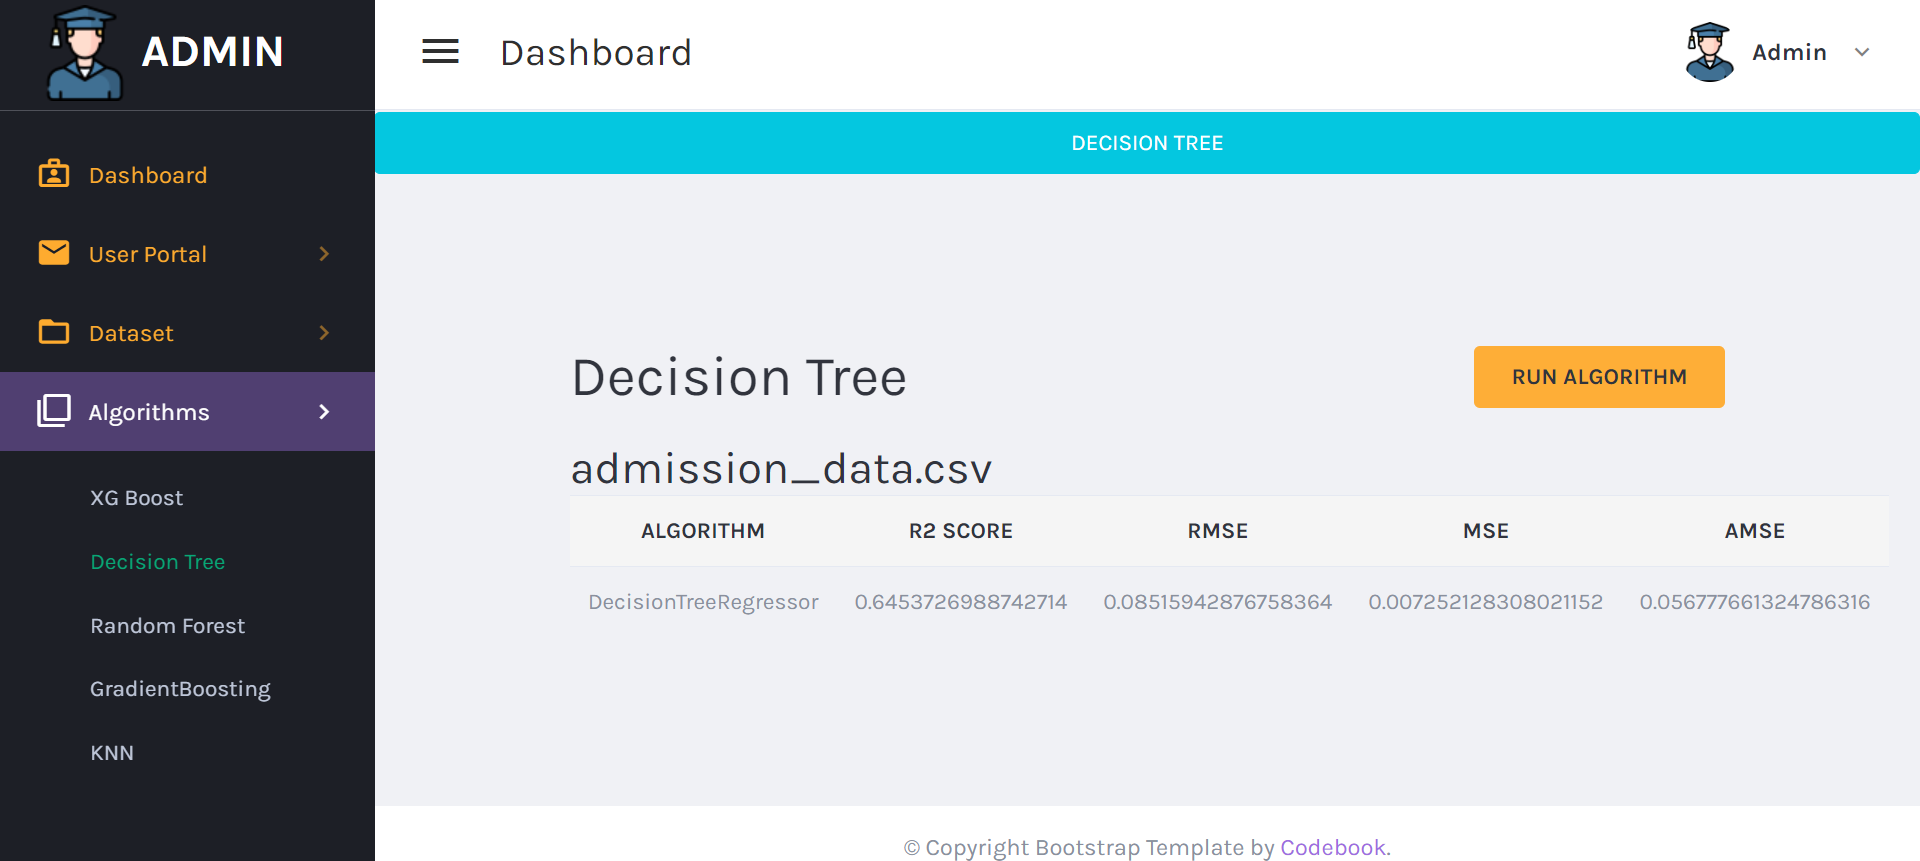 ADMIN
Dashboard
Admin
DECISION TREE
Dashboard
User Portal
Dataset
Algorithms
XG Boost
Decision Tree
Random Forest
GradientBoosting
KNN
Decision Tree
RUN ALGORITHM
admission_data.csv
ALGORITHM R2 SCORE RMSE MSE AMSE
DecisionTreeRegressor 0.6453726988742714 0.08515942876758364 0.007252128308021152 0.056777661324786316
© Copyright Bootstrap Template by Codebook.